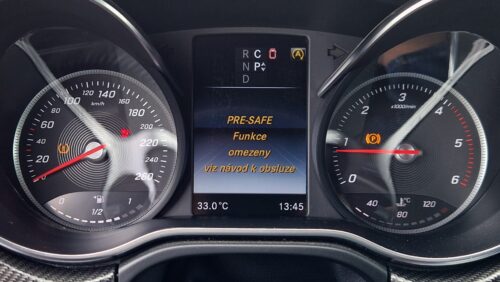 R C
N P
D
PRE-SAFE
Funkce
omezeny
viz návod k obsluze
33.0°C 13:45
0 20 40 60 80 100 120 140 160 180 200 220 260
km/h
0 1/2 1
1 2 3 4 5 6
x1000/min
40 80 120
°C
A
P